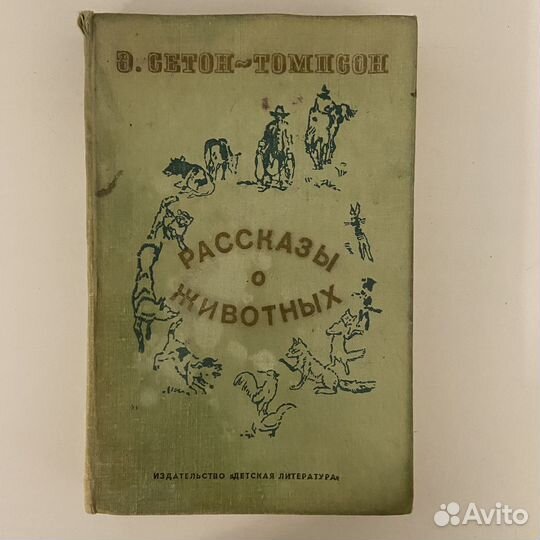 Э. СЕТОН~ТОМПСОН
РАССКАЗЫ
О
ЖИВОТНЫХ
ИЗДАТЕЛЬСТВО «ДЕТСКАЯ ЛИТЕРАТУРА»
Avito